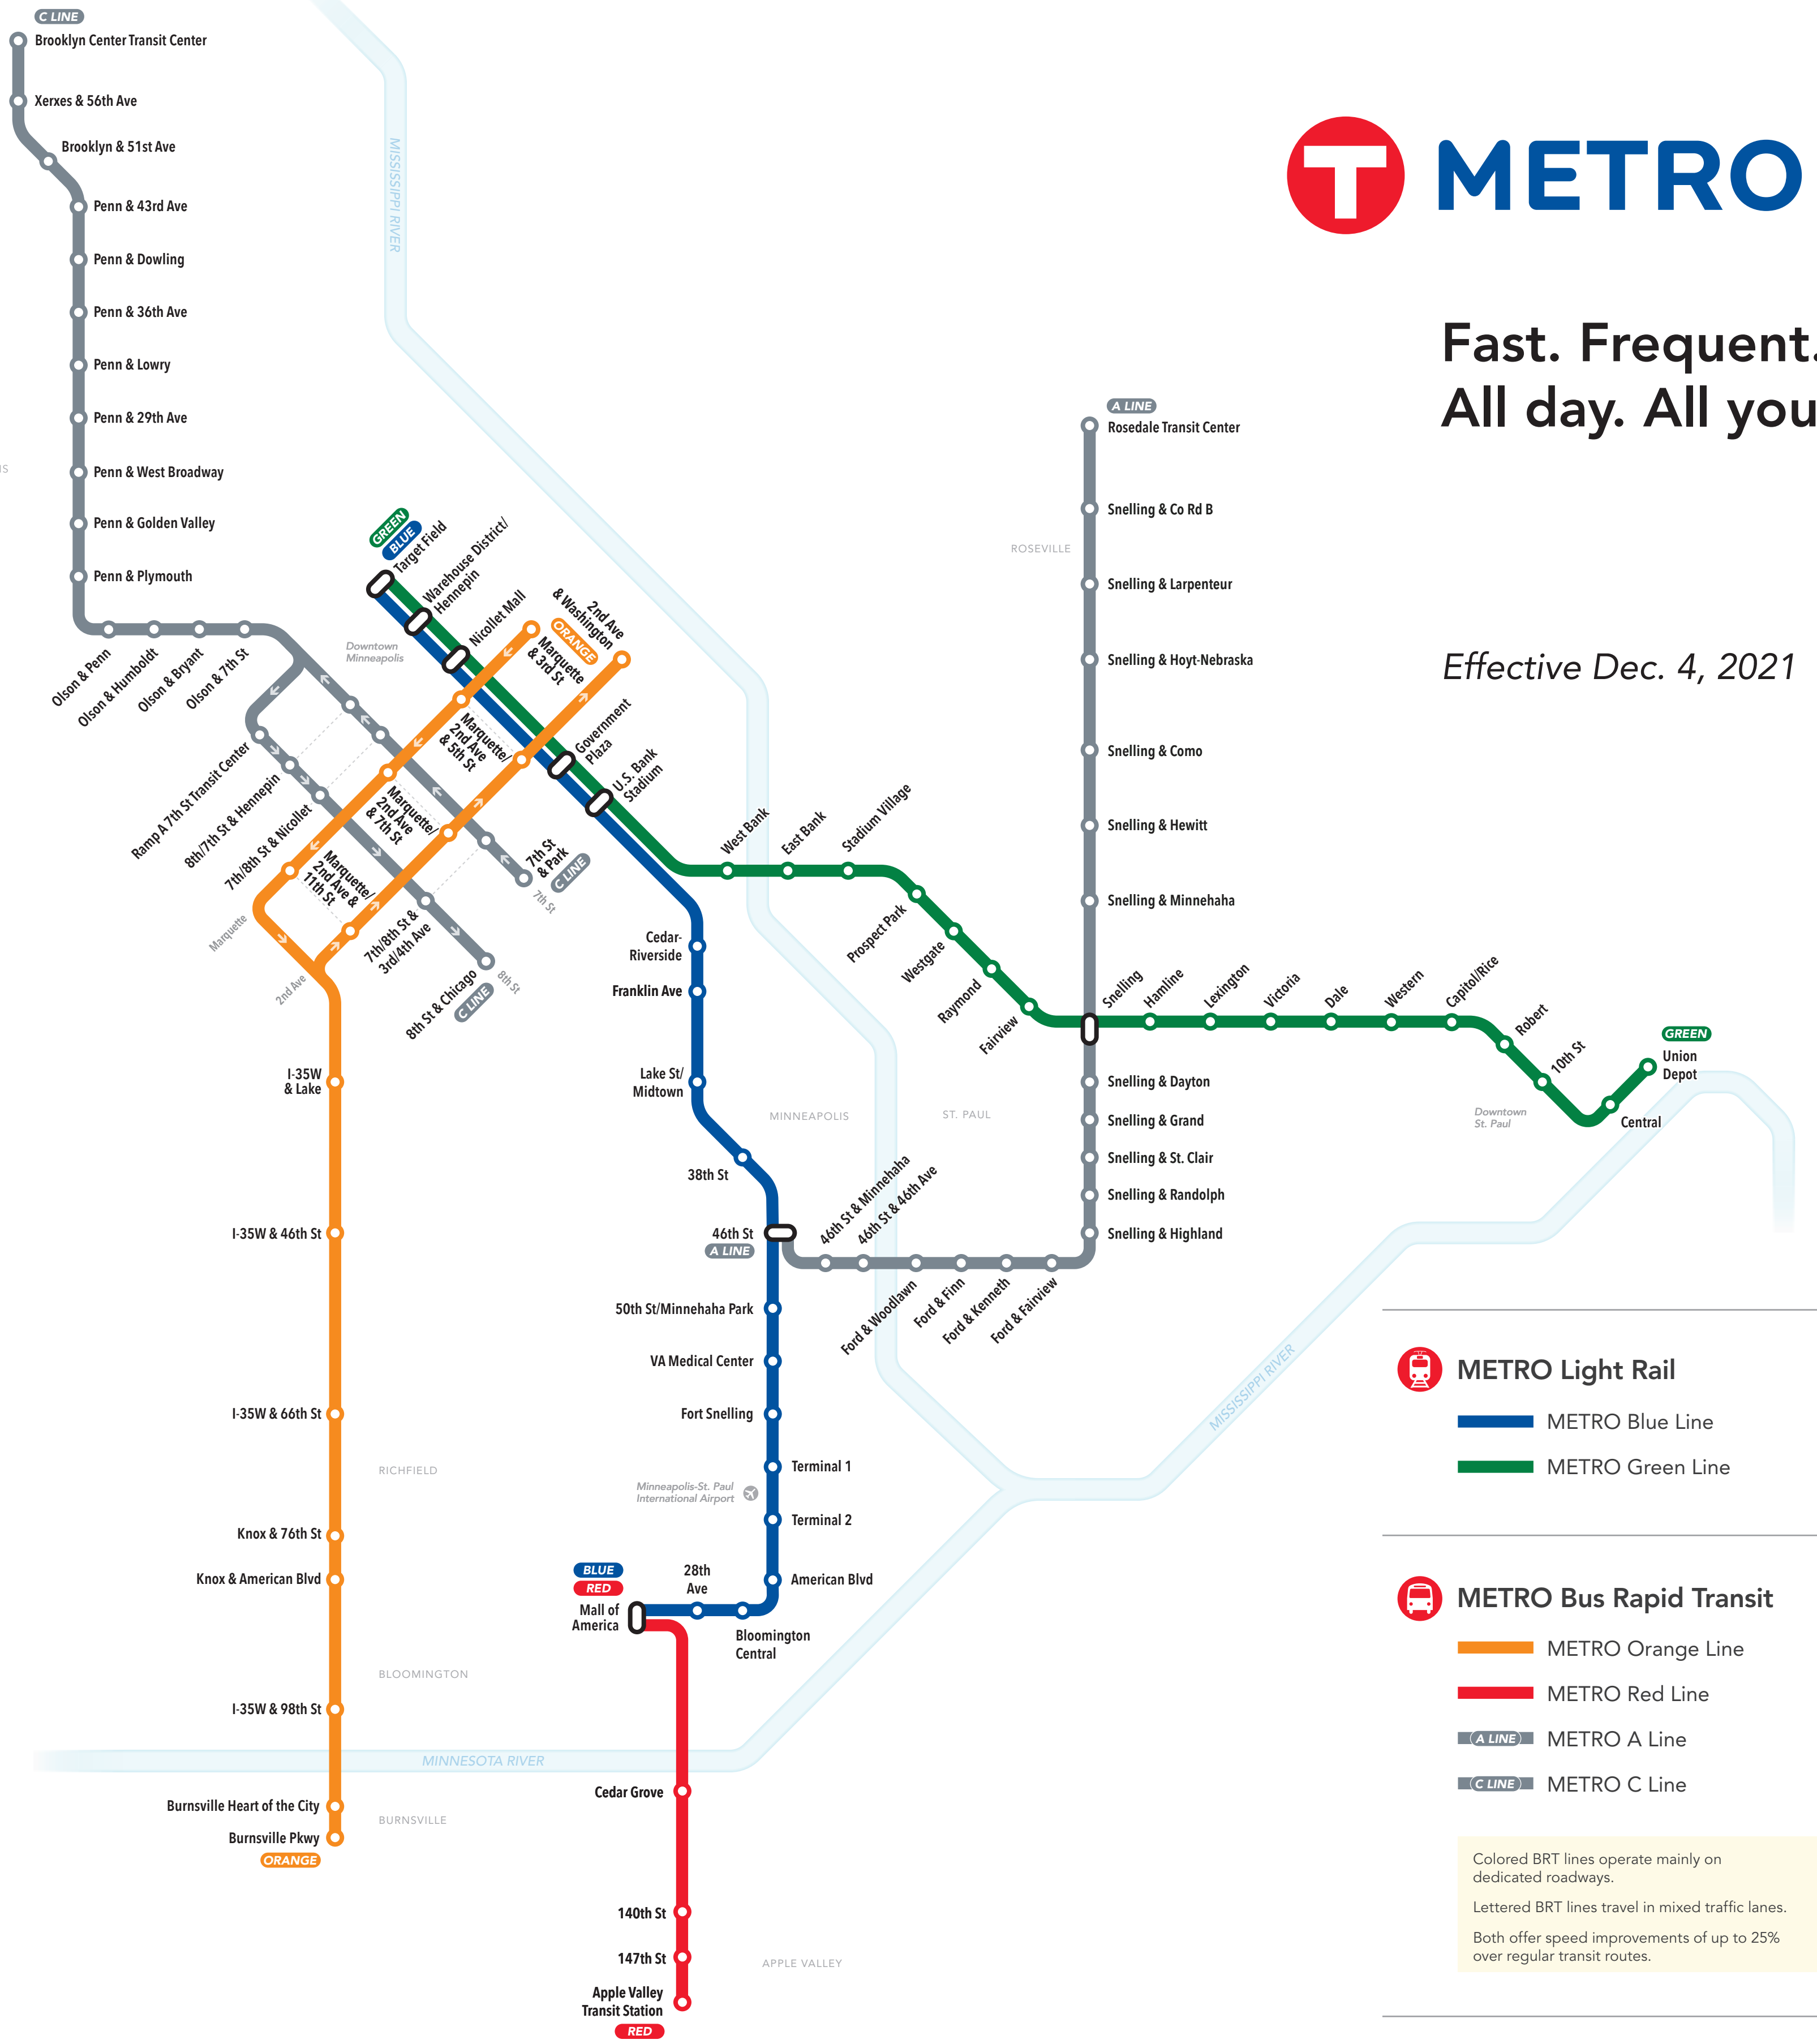 C LINE
Brooklyn Center Transit Center
Xerxes & 56th Ave
Brooklyn & 51st Ave
Penn & 43rd Ave
Penn & Dowling
Penn & 36th Ave
Penn & Lowry
Penn & 29th Ave
Penn & West Broadway
Penn & Golden Valley
Penn & Plymouth
Olson & Penn
Olson & Humboldt
Olson & Bryant
Olson & 7th St
Ramp A 7th St Transit Center
8th/7th St & Hennepin
7th/8th St & Nicollet
7th/8th St &
3rd/4th Ave
8th St & Chicago
C LINE
8th St
7th St
& Park
C LINE
7th St
MISSISSIPPI RIVER
T METRO
Fast. Frequent.
All day. All you
Effective Dec. 4, 2021
GREEN
BLUE
Target Field
Warehouse District/
Hennepin
Nicollet Mall
Government
Plaza
U.S. Bank
Stadium
Downtown
Minneapolis
ORANGE
Marquette
& 3rd St
2nd Ave
& Washington
Marquette/
2nd Ave
& 5th St
Marquette/
2nd Ave
& 7th St
Marquette/
2nd Ave &
11th St
Marquette
2nd Ave
I-35W
& Lake
I-35W & 46th St
I-35W & 66th St
RICHFIELD
Knox & 76th St
Knox & American Blvd
BLOOMINGTON
I-35W & 98th St
MINNESOTA RIVER
Burnsville Heart of the City
Burnsville Pkwy
ORANGE
BURNSVILLE
West Bank
East Bank
Stadium Village
Prospect Park
Westgate
Raymond
Fairview
Snelling
Hamline
Lexington
Victoria
Dale
Western
Capitol/Rice
Robert
10th St
Central
GREEN
Union
Depot
Downtown
St. Paul
Cedar-
Riverside
Franklin Ave
Lake St/
Midtown
MINNEAPOLIS
ST. PAUL
38th St
46th St
A LINE
50th St/Minnehaha Park
VA Medical Center
Fort Snelling
Terminal 1
Minneapolis-St. Paul
International Airport
Terminal 2
American Blvd
Bloomington
Central
28th
Ave
BLUE
RED
Mall of
America
Cedar Grove
140th St
147th St
APPLE VALLEY
Apple Valley
Transit Station
RED
A LINE
Rosedale Transit Center
Snelling & Co Rd B
ROSEVILLE
Snelling & Larpenteur
Snelling & Hoyt-Nebraska
Snelling & Como
Snelling & Hewitt
Snelling & Minnehaha
Snelling & Dayton
Snelling & Grand
Snelling & St. Clair
Snelling & Randolph
Snelling & Highland
46th St & Minnehaha
46th St & 46th Ave
Ford & Woodlawn
Ford & Finn
Ford & Kenneth
Ford & Fairview
MISSISSIPPI RIVER
METRO Light Rail
METRO Blue Line
METRO Green Line
METRO Bus Rapid Transit
METRO Orange Line
METRO Red Line
A LINE METRO A Line
C LINE METRO C Line
Colored BRT lines operate mainly on
dedicated roadways.
Lettered BRT lines travel in mixed traffic lanes.
Both offer speed improvements of up to 25%
over regular transit routes.